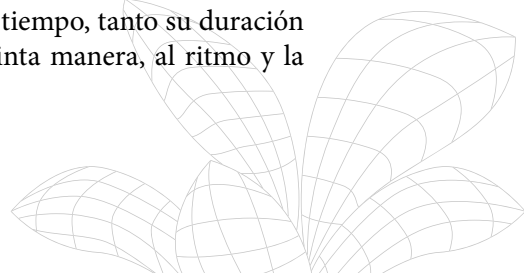 tiempo, tanto su duración
inta manera, al ritmo y la